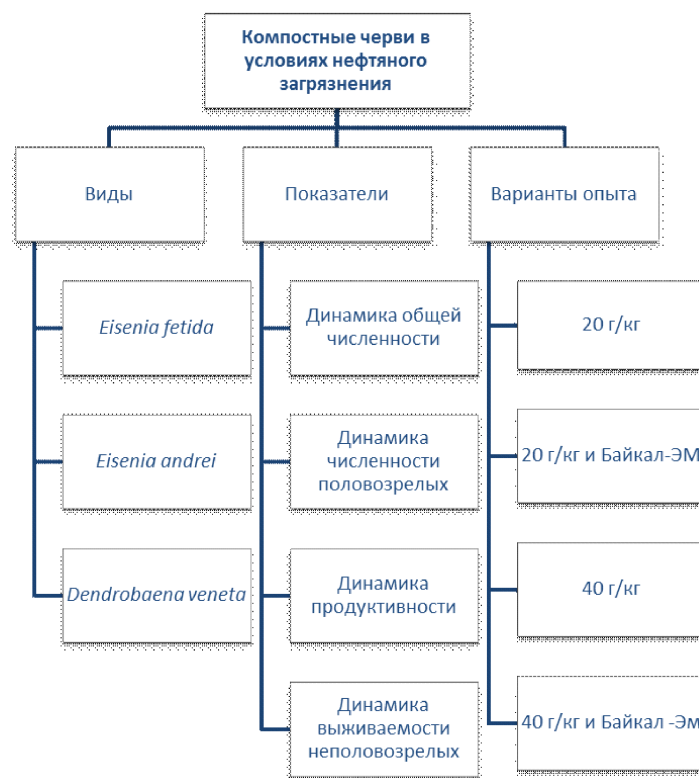 Компостные черви в
условиях нефтяного
загрязнения
Виды
Показатели
Варианты опыта
Eisenia fetida
Eisenia andrei
Dendrobaena veneta
Динамика общей
численности
Динамика
численности
половозрелых
Динамика
продуктивности
Динамика
выживаемости
неполовозрелых
20 г/кг
20 г/кг и Байкал-ЭМ
40 г/кг
40 г/кг и Байкал -Эм